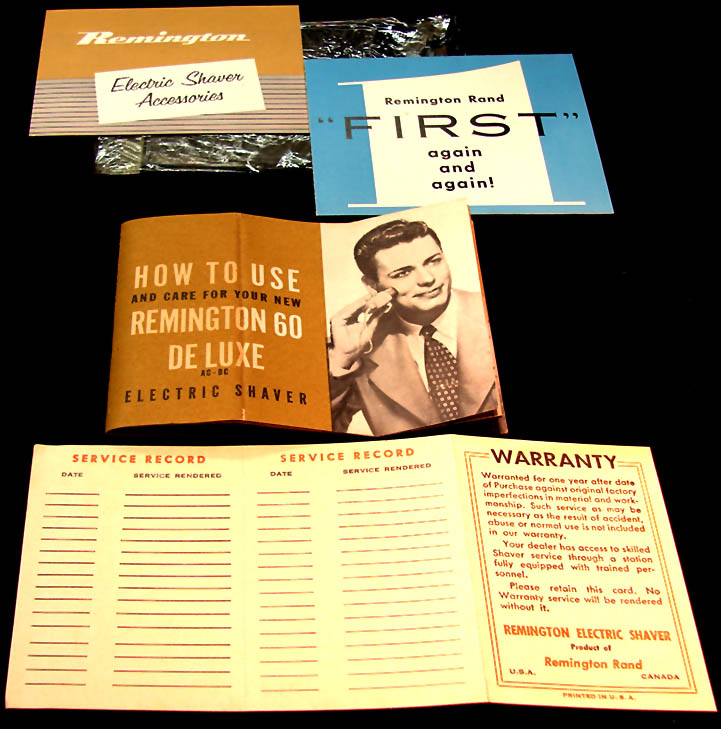 Remington
Electric Shaver
Accessories
Remington Rand
"FIRST"
again
and
again!
HOW TO USE
AND CARE FOR YOUR NEW
REMINGTON 60
DE LUXE
AC-DC
ELECTRIC SHAVER
SERVICE RECORD
DATE SERVICE RENDERED
SERVICE RECORD
DATE SERVICE RENDERED
WARRANTY
Warranted for one year after date
of Purchase against original factory
imperfections in material and work-
manship. Such service as may be
necessary as the result of accident,
abuse or normal use is not included
in our warranty.
Your dealer has access to skilled
Shaver service through a station
fully equipped with trained per-
sonnel.
Please retain this card. No
Warranty service will be rendered
without it.
REMINGTON ELECTRIC SHAVER
Product of
Remington Rand
U.S.A. CANADA
PRINTED IN U.S.A.